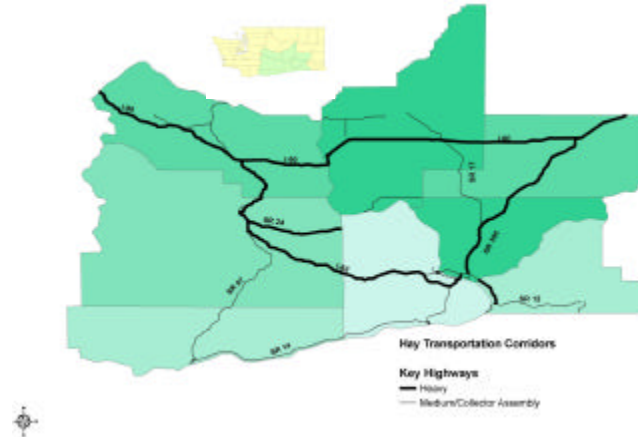 I-90
I-90
I-90
SR 17
SR 24
SR 395
I-82
SR 97
SR 12
SR 14
Hay Transportation Corridors
Key Highways
Heavy
Medium/Collector Assembly